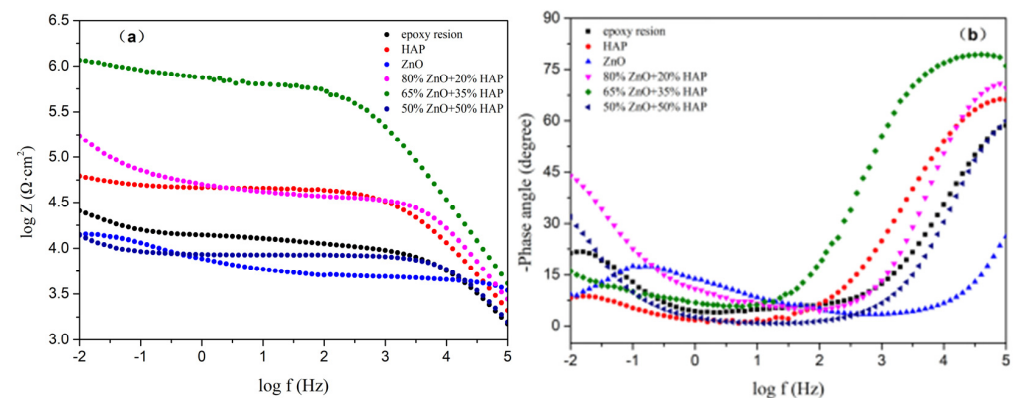 (a)
epoxy resion
HAP
ZnO
80% ZnO+20% HAP
65% ZnO+35% HAP
50% ZnO+50% HAP
log Z (Ω·cm²)
6.5
6.0
5.5
5.0
4.5
4.0
3.5
3.0
-2
-1
0
1
2
3
4
5
log f (Hz)
(b)
epoxy resion
HAP
ZnO
80% ZnO+20% HAP
65% ZnO+35% HAP
50% ZnO+50% HAP
-Phase angle (degree)
90
75
60
45
30
15
0
-2
-1
0
1
2
3
4
5
log f (Hz)